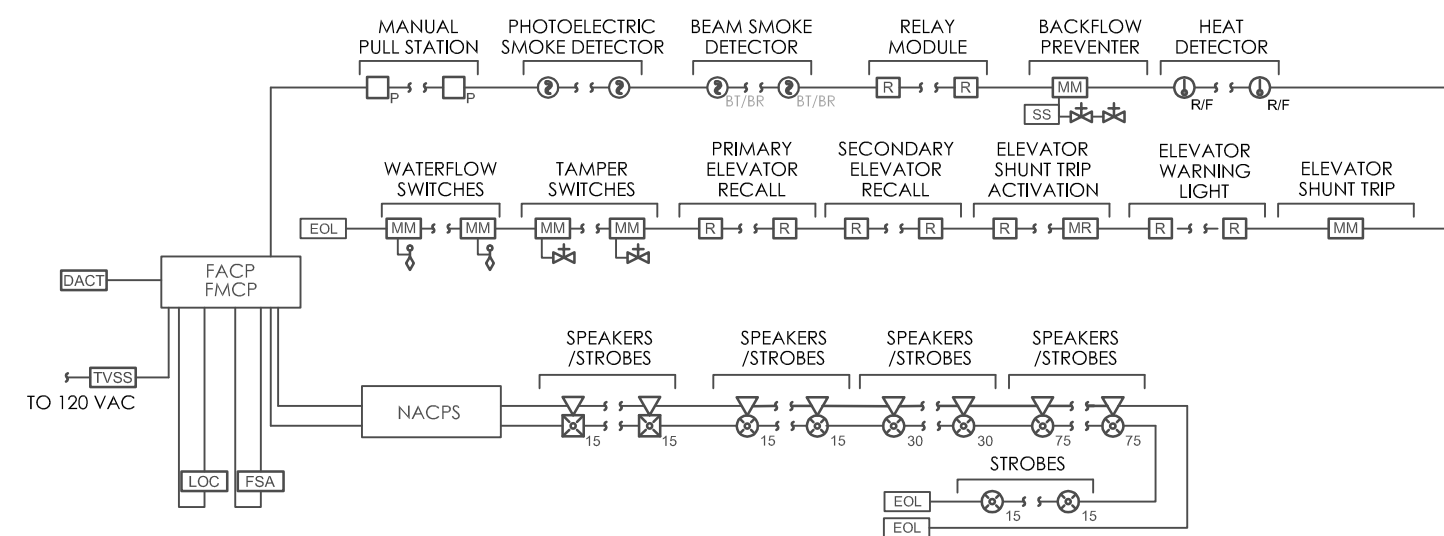 MANUAL
PULL STATION
PHOTOELECTRIC
SMOKE DETECTOR
BEAM SMOKE
DETECTOR
RELAY
MODULE
BACKFLOW
PREVENTER
HEAT
DETECTOR
P
P
BT/BR
BT/BR
R
R
MM
SS
R/F
R/F
WATERFLOW
SWITCHES
TAMPER
SWITCHES
PRIMARY
ELEVATOR
RECALL
SECONDARY
ELEVATOR
RECALL
ELEVATOR
SHUNT TRIP
ACTIVATION
ELEVATOR
WARNING
LIGHT
ELEVATOR
SHUNT TRIP
EOL
MM
MM
MM
MM
R
R
R
R
R
MR
R
R
MM
DACT
FACP
FMCP
TVSS
TO 120 VAC
LOC
FSA
NACPS
SPEAKERS
/STROBES
SPEAKERS
/STROBES
SPEAKERS
/STROBES
SPEAKERS
/STROBES
15
15
15
15
30
30
75
75
STROBES
EOL
15
15
EOL